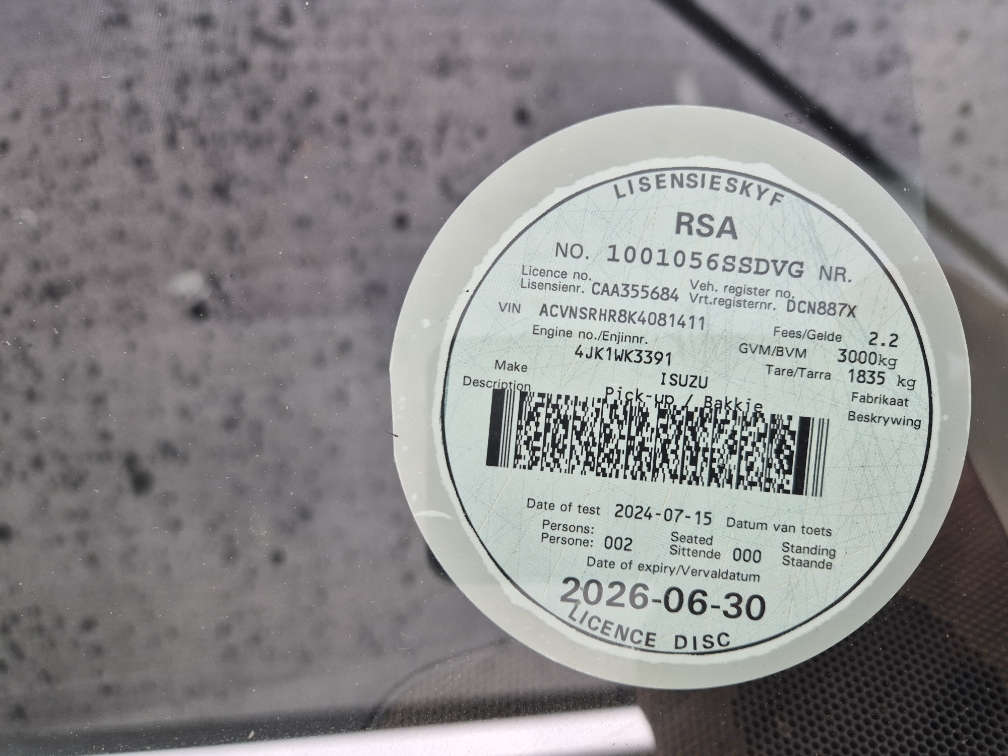 LISENSIESKYF
RSA
NO. 1001056SSDVG NR.
Licence no. Veh. register no.
Lisensienr. CAA355684 Vrt.registernr. DCN887X
VIN ACVNSRHR8K4081411 Fees/Gelde 2.2
Engine no./Enjinnr. GVM/BVM 3000kg
4JK1WK3391 Tare/Tarra 1835 kg
Make ISUZU Fabrikaat
Description Pick-up / Bakkie Beskrywing
Date of test 2024-07-15 Datum van toets
Persons: Seated Standing
Persone: 002 Sittende 000 Staande
Date of expiry/Vervaldatum
2026-06-30
LICENCE DISC